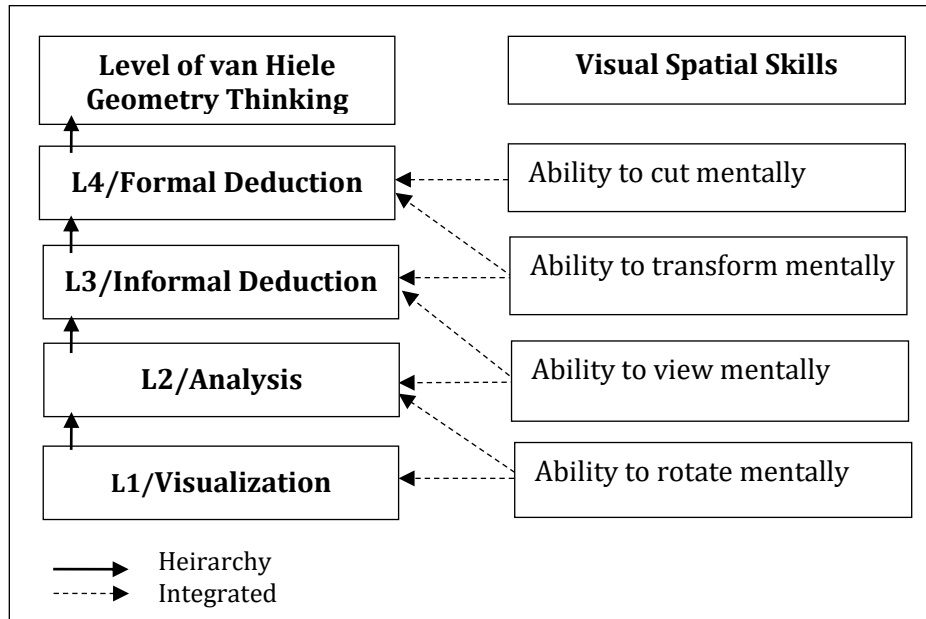 Level of van Hiele
Geometry Thinking
Visual Spatial Skills
L4/Formal Deduction
Ability to cut mentally
L3/Informal Deduction
Ability to transform mentally
L2/Analysis
Ability to view mentally
L1/Visualization
Ability to rotate mentally
Heirarchy
Integrated